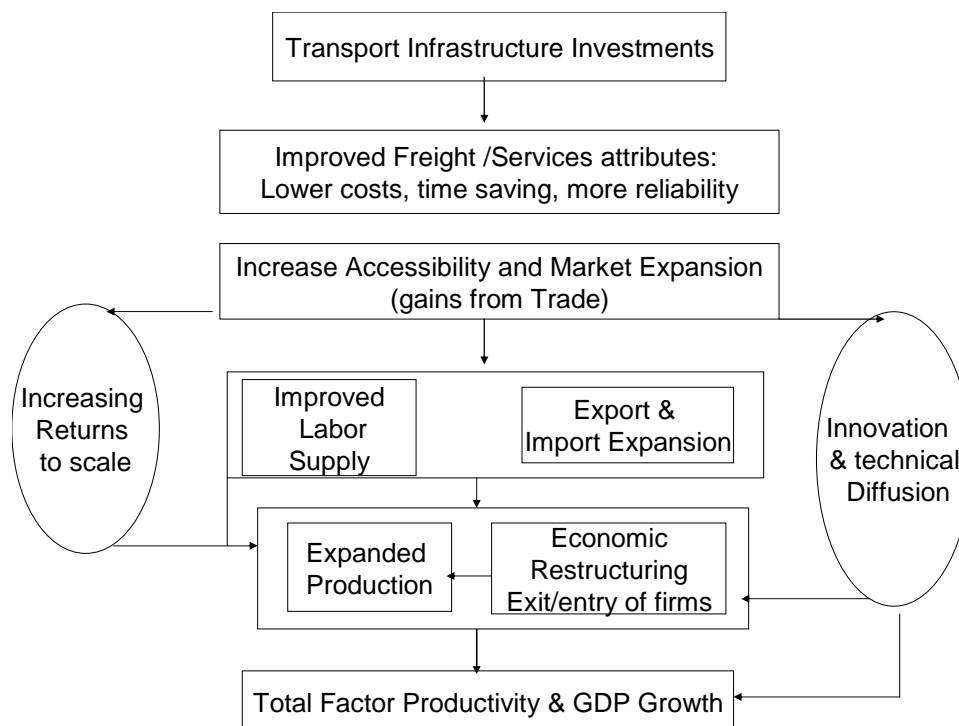 Transport Infrastructure Investments
Improved Freight /Services attributes:
Lower costs, time saving, more reliability
Increase Accessibility and Market Expansion
(gains from Trade)
Increasing
Returns
to scale
Improved
Labor
Supply
Export &
Import Expansion
Innovation
& technical
Diffusion
Expanded
Production
Economic
Restructuring
Exit/entry of firms
Total Factor Productivity & GDP Growth